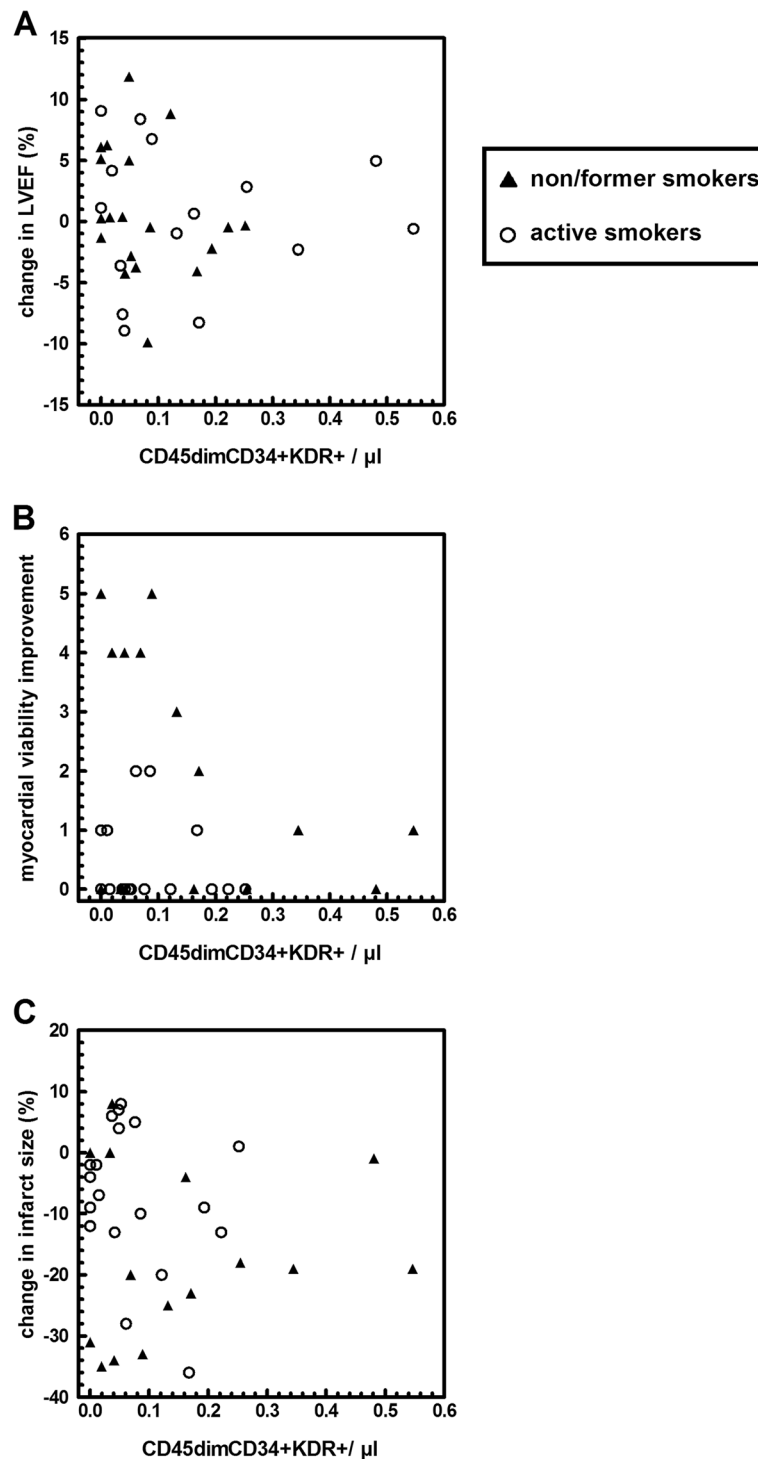 A
15
10
5
0
-5
-10
-15
change in LVEF (%)
0.0 0.1 0.2 0.3 0.4 0.5 0.6
CD45dimCD34+KDR+ / µl
non/former smokers
active smokers
B
6
5
4
3
2
1
0
myocardial viability improvement
0.0 0.1 0.2 0.3 0.4 0.5 0.6
CD45dimCD34+KDR+ / µl
C
20
10
0
-10
-20
-30
-40
change in infarct size (%)
0.0 0.1 0.2 0.3 0.4 0.5 0.6
CD45dimCD34+KDR+/ µl